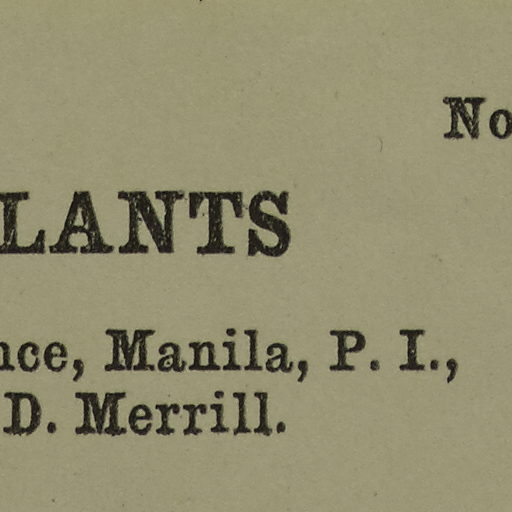 No
LANTS
nce, Manila, P. I.,
D. Merrill.